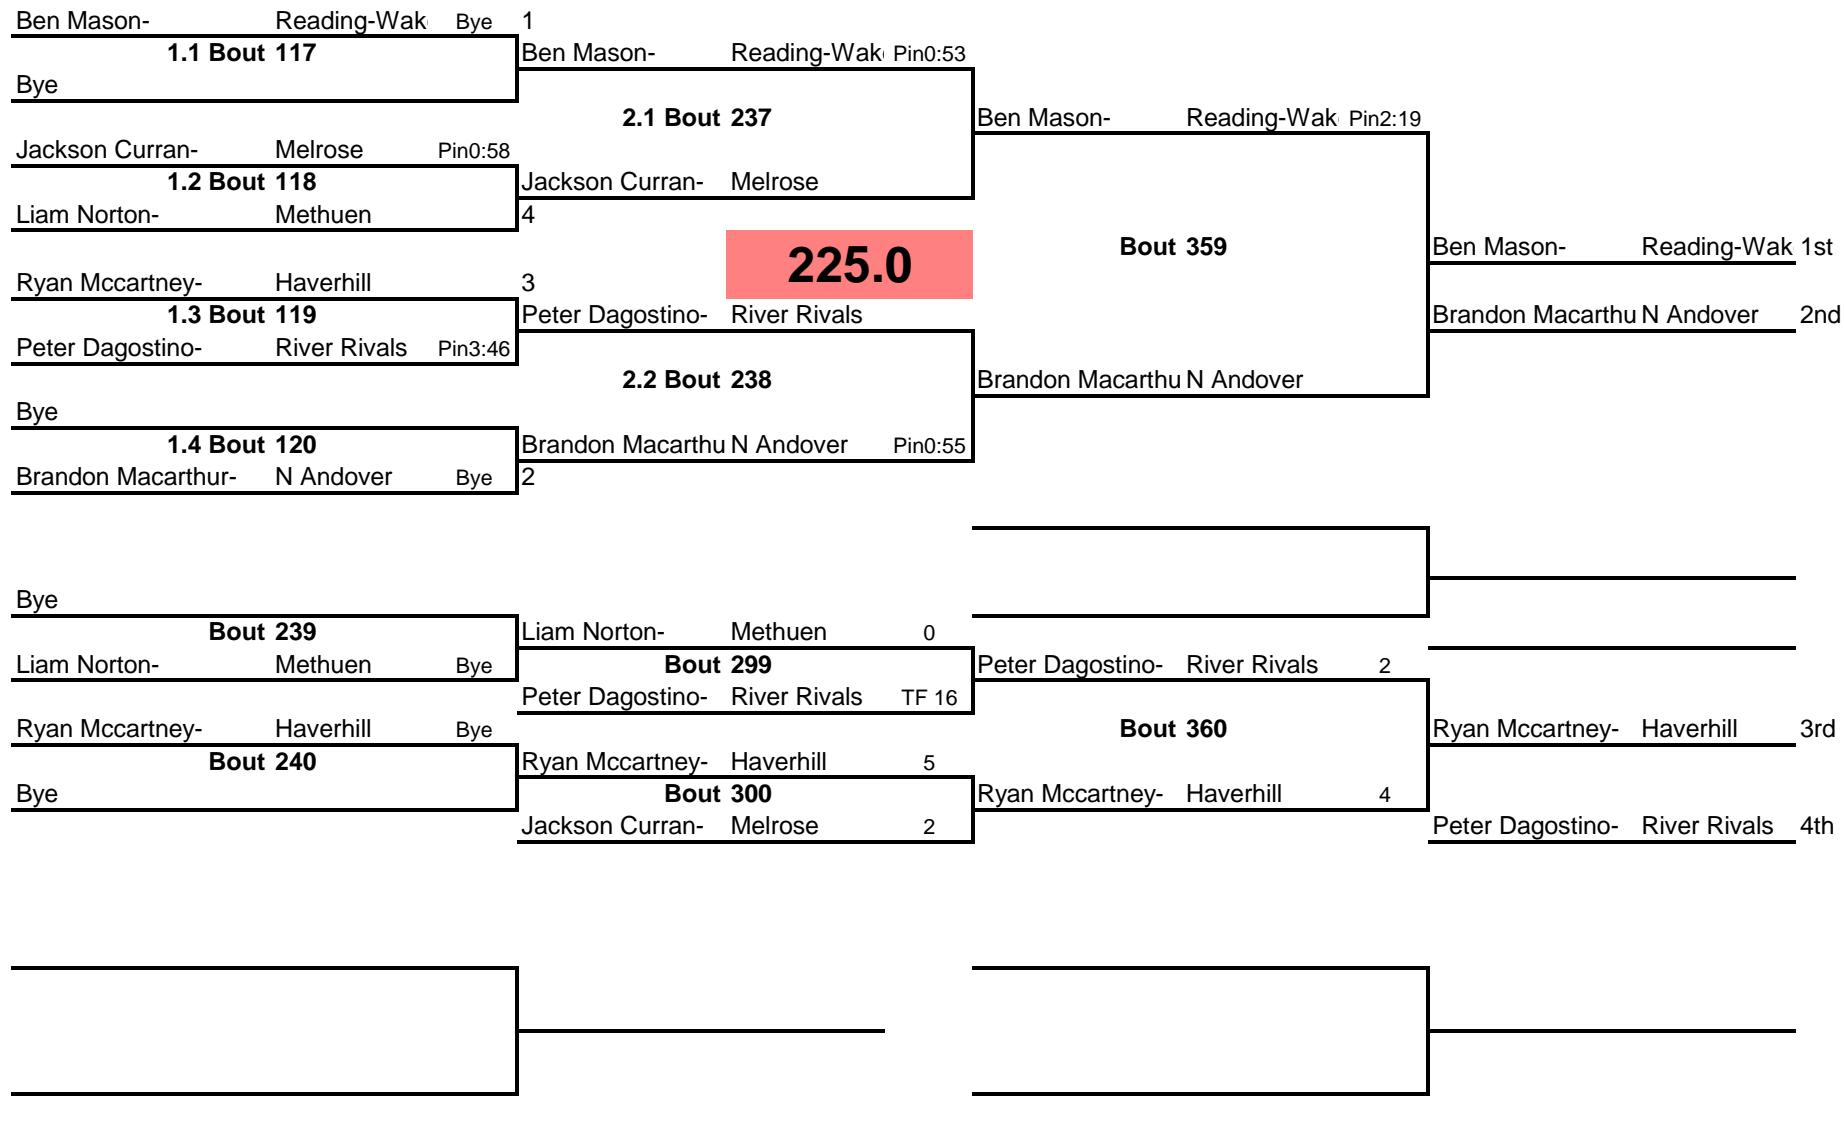 Ben Mason- Reading-Wak Bye 1
1.1 Bout 117 Ben Mason- Reading-Wak Pin0:53
Bye
2.1 Bout 237 Ben Mason- Reading-Wak Pin2:19
Jackson Curran- Melrose Pin0:58
1.2 Bout 118 Jackson Curran- Melrose
Liam Norton- Methuen 4
225.0 Bout 359 Ben Mason- Reading-Wak 1st
Ryan Mccartney- Haverhill 3
1.3 Bout 119 Peter Dagostino- River Rivals Brandon Macarthu N Andover 2nd
Peter Dagostino- River Rivals Pin3:46
2.2 Bout 238 Brandon Macarthu N Andover
Bye
1.4 Bout 120 Brandon Macarthu N Andover Pin0:55
Brandon Macarthur- N Andover Bye 2
Bye
Bout 239 Liam Norton- Methuen 0
Liam Norton- Methuen Bye Bout 299 Peter Dagostino- River Rivals 2
Peter Dagostino- River Rivals TF 16
Ryan Mccartney- Haverhill Bye Bout 360 Ryan Mccartney- Haverhill 3rd
Bout 240 Ryan Mccartney- Haverhill 5
Bye Bout 300 Ryan Mccartney- Haverhill 4
Jackson Curran- Melrose 2 Peter Dagostino- River Rivals 4th